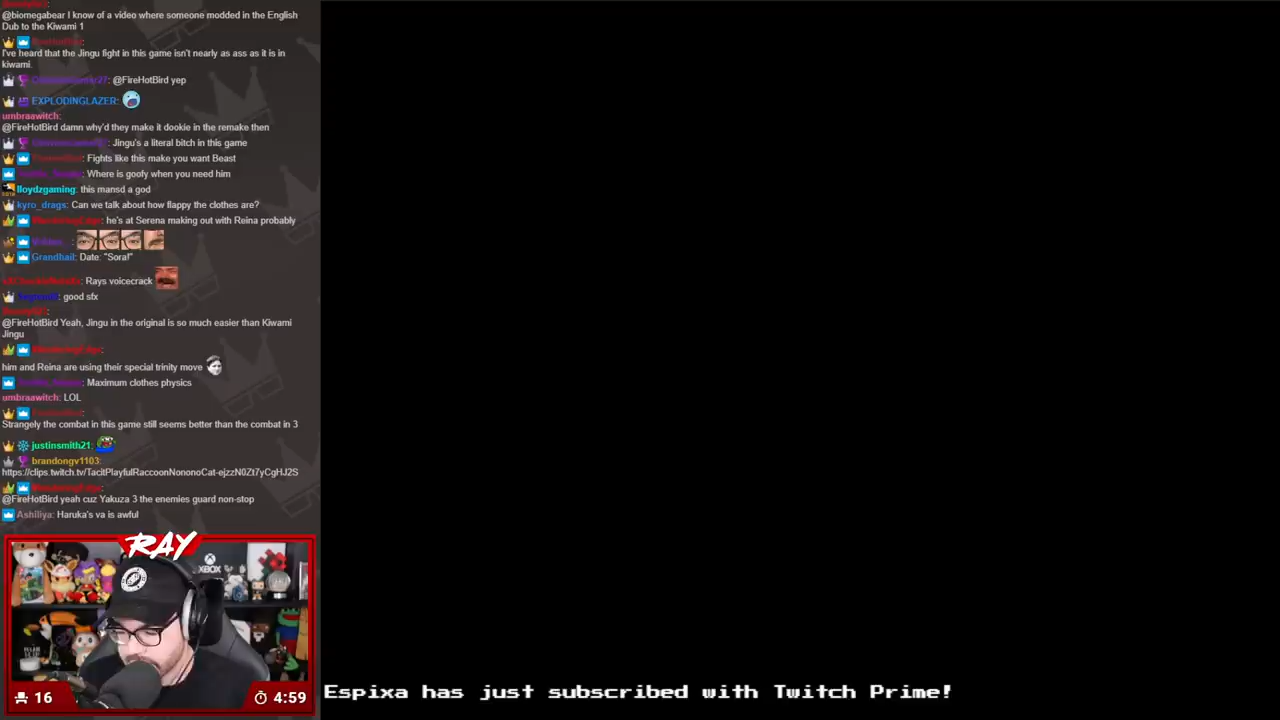 @biomegabear I know of a video where someone modded in the English
Dub to the Kiwami 1
I've heard that the Jingu fight in this game isn't nearly as ass as it is in
kiwami.
: @FireHotBird yep
EXPLODINGLAZER:
umbraawitch:
@FireHotBird damn why'd they make it dookie in the remake then
: Jingu's a literal bitch in this game
: Fights like this make you want Beast
: Where is goofy when you need him
lloydzgaming: this mansd a god
kyro_drags: Can we talk about how flappy the clothes are?
: he's at Serena making out with Reina probably
Grandhail: Date: "Sora!"
: Rays voicecrack
: good sfx
@FireHotBird Yeah, Jingu in the original is so much easier than Kiwami
Jingu
him and Reina are using their special trinity move
: Maximum clothes physics
umbraawitch: LOL
Strangely the combat in this game still seems better than the combat in 3
justinsmith21:
brandongv1103:
https://clips.twitch.tv/TacitPlayfulRaccoonNononoCat-ejzzN0Zt7yCgHJ2S
@FireHotBird yeah cuz Yakuza 3 the enemies guard non-stop
Ashiliya: Haruka's va is awful
RAY
XBOX
16
4:59
Espixa has just subscribed with Twitch Prime!